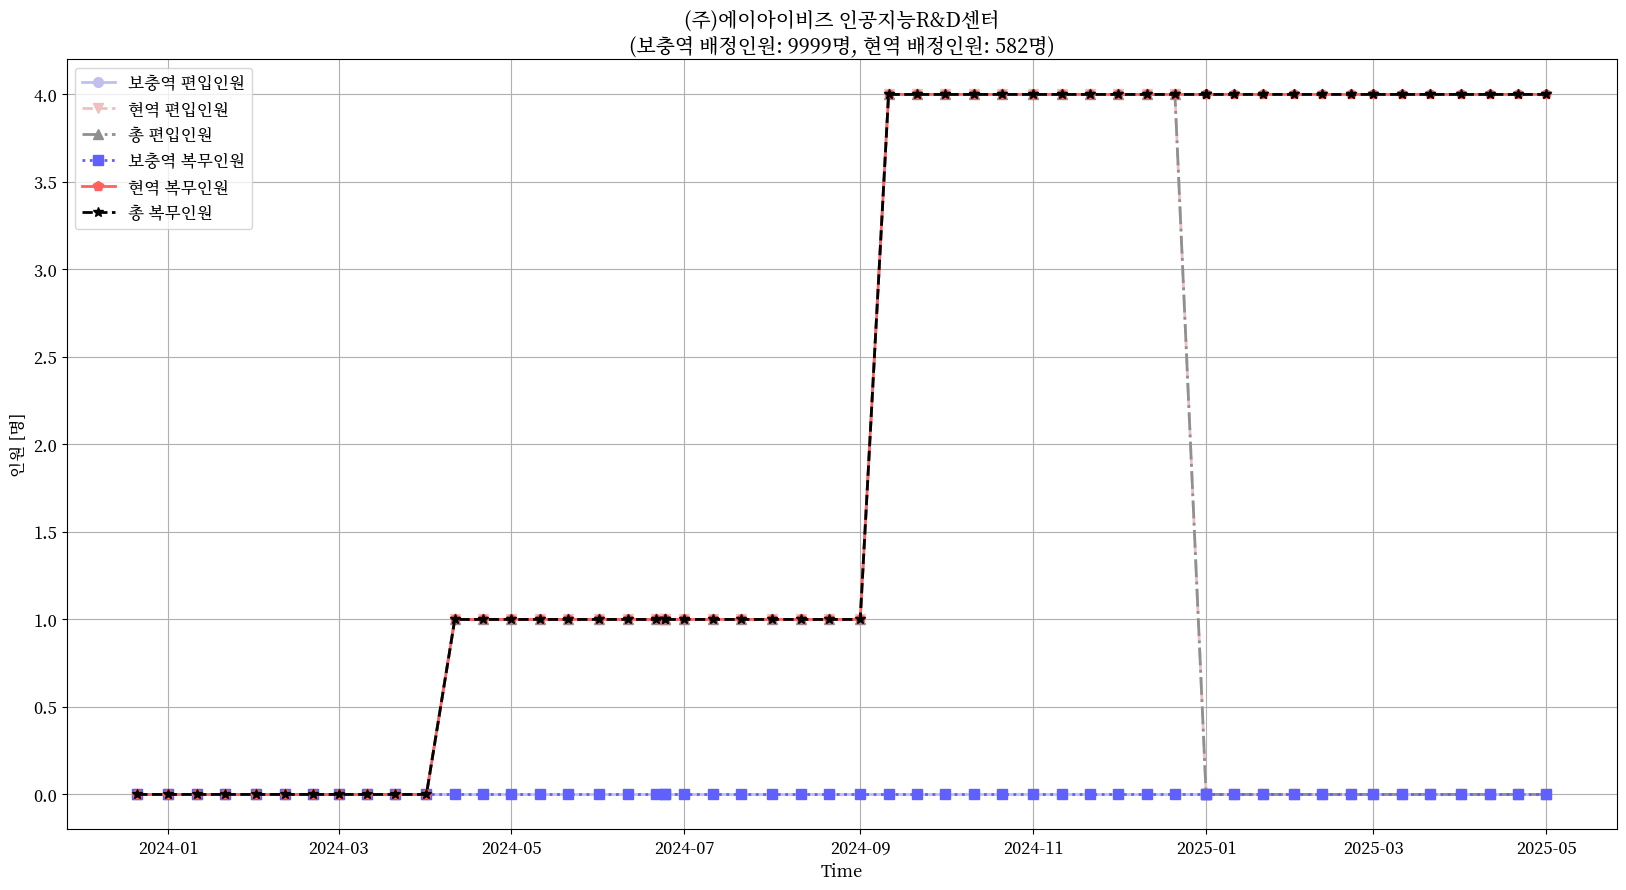 (주)에이아이비즈 인공지능R&D센터
(보충역 배정인원: 9999명, 현역 배정인원: 582명)
보충역 편입인원
현역 편입인원
총 편입인원
보충역 복무인원
현역 복무인원
총 복무인원
인원 [명]
4.0
3.5
3.0
2.5
2.0
1.5
1.0
0.5
0.0
2024-01
2024-03
2024-05
2024-07
2024-09
2024-11
2025-01
2025-03
2025-05
Time